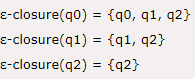 ε-closure(q0) = {q0, q1, q2}
ε-closure(q1) = {q1, q2}
ε-closure(q2) = {q2}